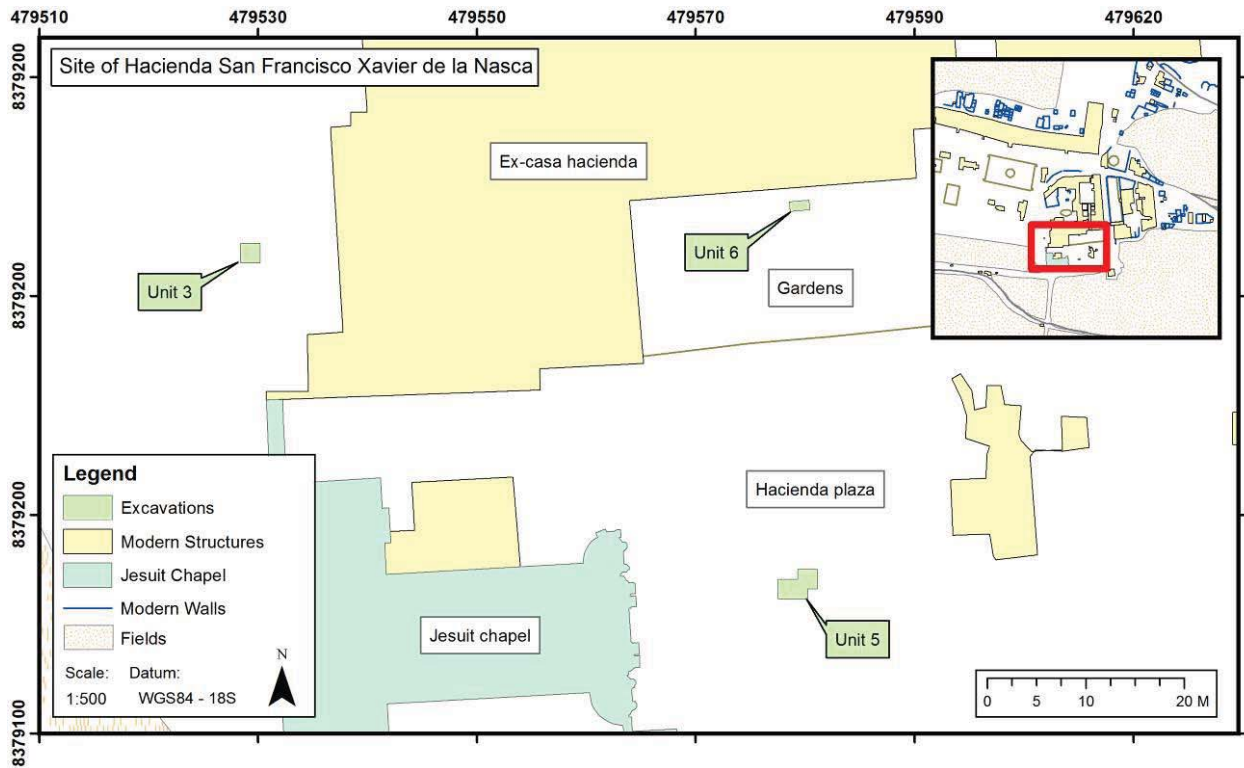 479510 479530 479550 479570 479590 479620
8379200
8379200
8379200
8379100
Site of Hacienda San Francisco Xavier de la Nasca
Ex-casa hacienda
Unit 3
Unit 6
Gardens
Hacienda plaza
Jesuit chapel
Unit 5
Legend
Excavations
Modern Structures
Jesuit Chapel
Modern Walls
Fields
Scale: Datum:
1:500 WGS84 - 18S
N
0 5 10 20 M